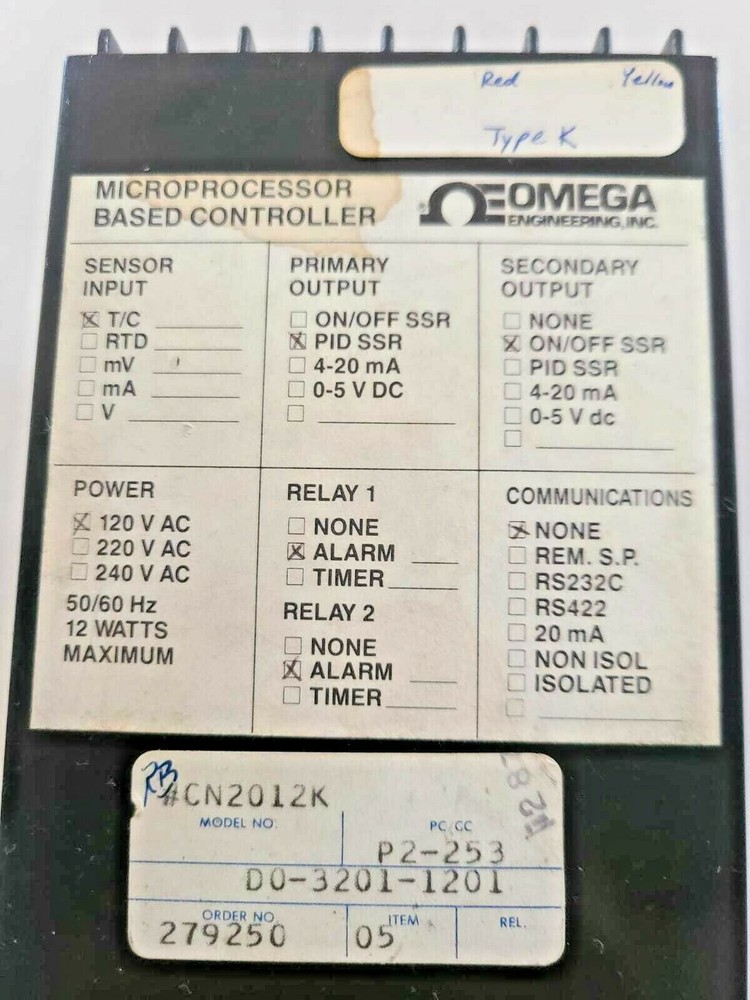 Red Yellow
Type K
MICROPROCESSOR
BASED CONTROLLER
OMEGA
ENGINEERING, INC.
SENSOR
INPUT
☒ T/C
☐ RTD
☐ mV
☐ mA
☐ V
PRIMARY
OUTPUT
☐ ON/OFF SSR
☒ PID SSR
☐ 4-20 mA
☐ 0-5 V DC
☐
SECONDARY
OUTPUT
☐ NONE
☒ ON/OFF SSR
☐ PID SSR
☐ 4-20 mA
☐ 0-5 V dc
☐
POWER
☒ 120 V AC
☐ 220 V AC
☐ 240 V AC
50/60 Hz
12 WATTS
MAXIMUM
RELAY 1
☐ NONE
☒ ALARM
☐ TIMER
RELAY 2
☐ NONE
☒ ALARM
☐ TIMER
COMMUNICATIONS
☒ NONE
☐ REM. S.P.
☐ RS232C
☐ RS422
☐ 20 mA
☐ NON ISOL
☐ ISOLATED
☐
RB
#CN2012K
MODEL NO.
PC/CC
P2-253
D0-3201-1201
ORDER NO.
279250
ITEM
05
REL.